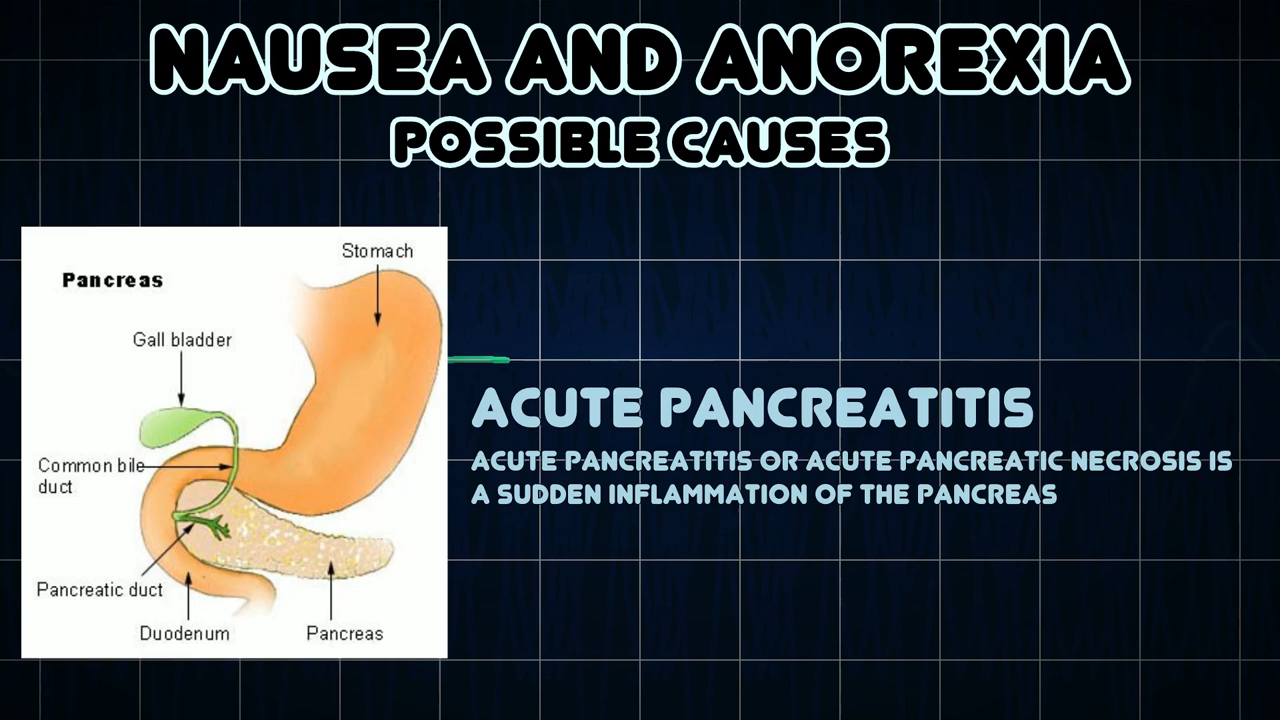 NAUSEA AND ANOREXIA
POSSIBLE CAUSES
Stomach
Pancreas
Gall bladder
Common bile
duct
Pancreatic duct
Duodenum
Pancreas
ACUTE PANCREATITIS
ACUTE PANCREATITIS OR ACUTE PANCREATIC NECROSIS IS
A SUDDEN INFLAMMATION OF THE PANCREAS